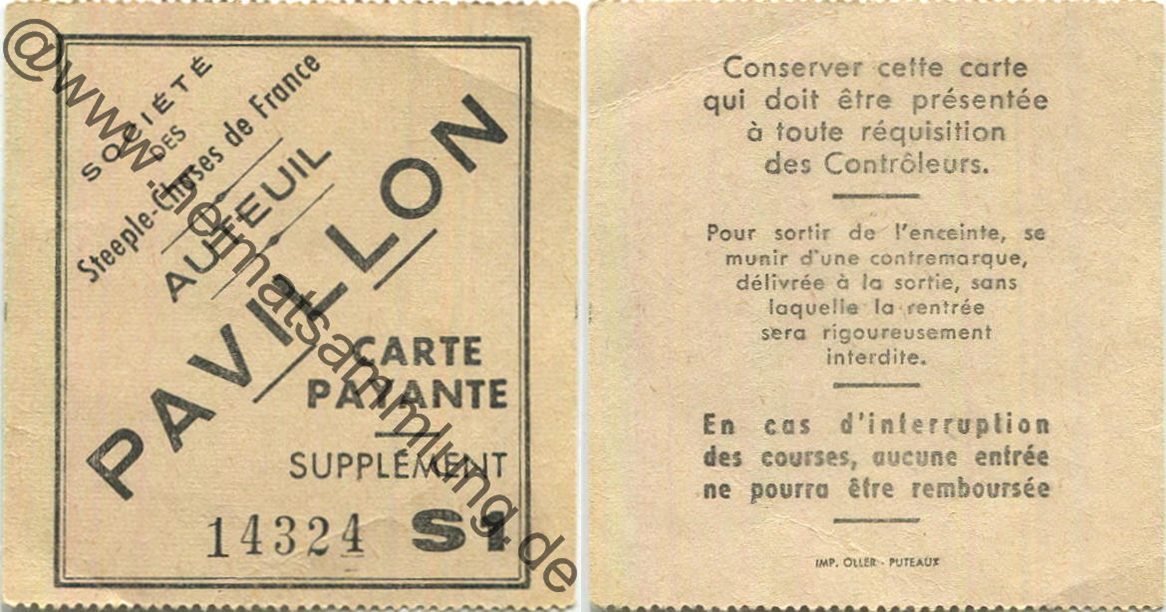 SOCIÉTÉ
DES
Steeple-Chases de France
AUTEUIL
PAVILLON
CARTE
PAYANTE
SUPPLÉMENT
14324 S1
@www.heimatsammlung.de
Conserver cette carte
qui doit être présentée
à toute réquisition
des Contrôleurs.
Pour sortir de l'enceinte, se
munir d'une contremarque,
délivrée à la sortie, sans
laquelle la rentrée
sera rigoureusement
interdite.
En cas d'interruption
des courses, aucune entrée
ne pourra être remboursée
IMP. OLLER - PUTEAUX